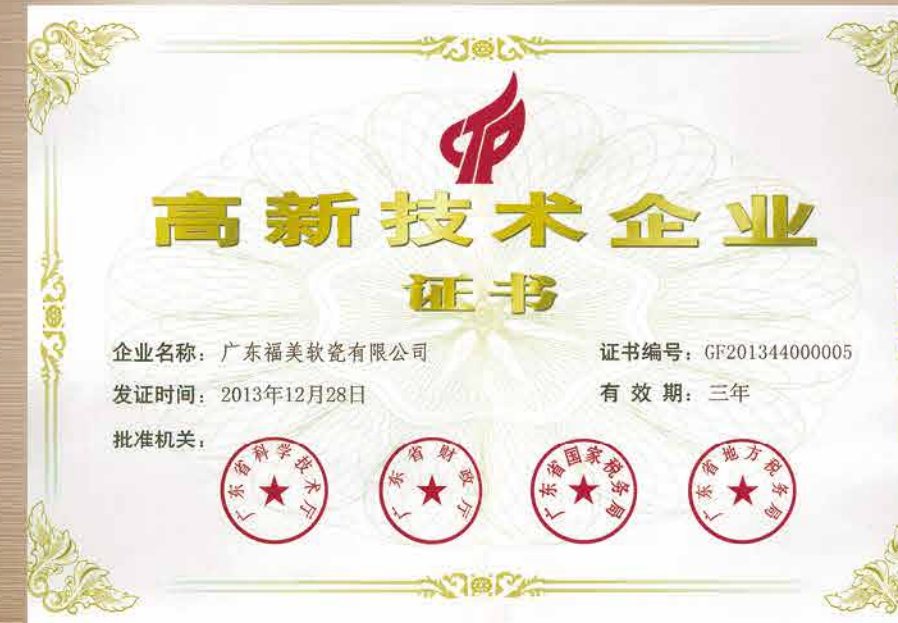 高新技术企业
证书
企业名称：广东福美软瓷有限公司
证书编号：GF201344000005
发证时间：2013年12月28日
有效期：三年
批准机关：
广东省科学技术厅
广东省财政厅
广东省国家税务局
广东省地方税务局